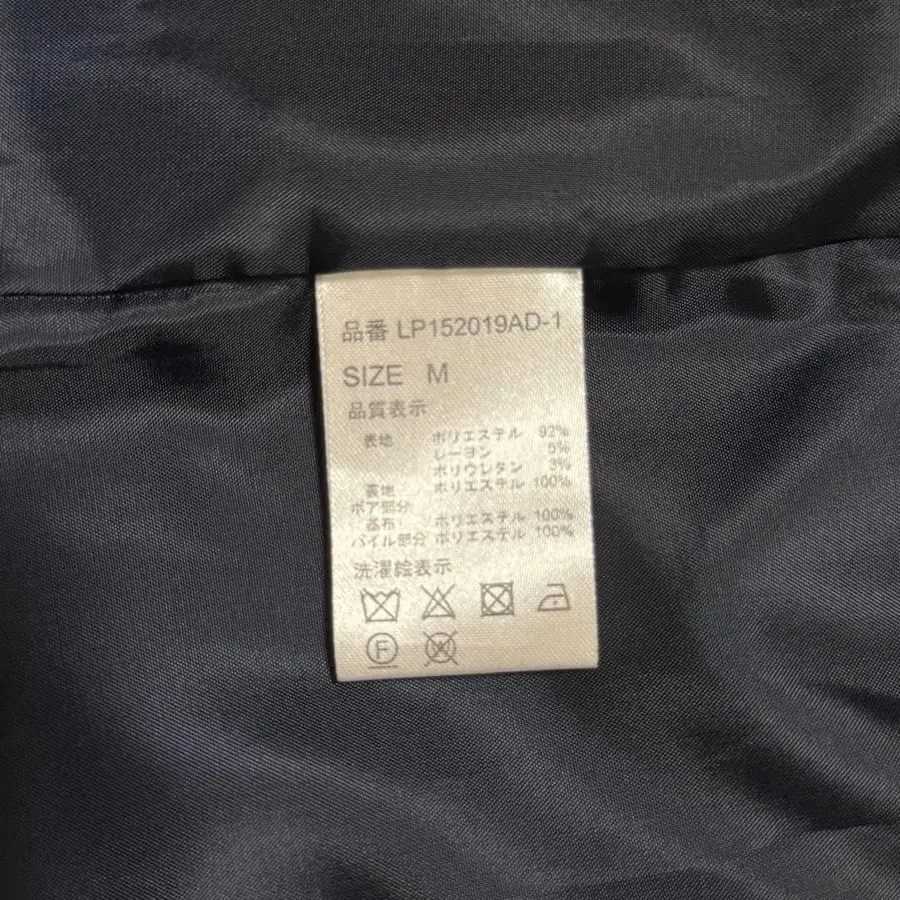 品番 LP152019AD-1
SIZE M
品質表示
表地 ポリエステル 92%
レーヨン 5%
ポリウレタン 3%
裏地 ポリエステル 100%
ボア部分
基布 ポリエステル 100%
パイル部分 ポリエステル 100%
洗濯絵表示
F W